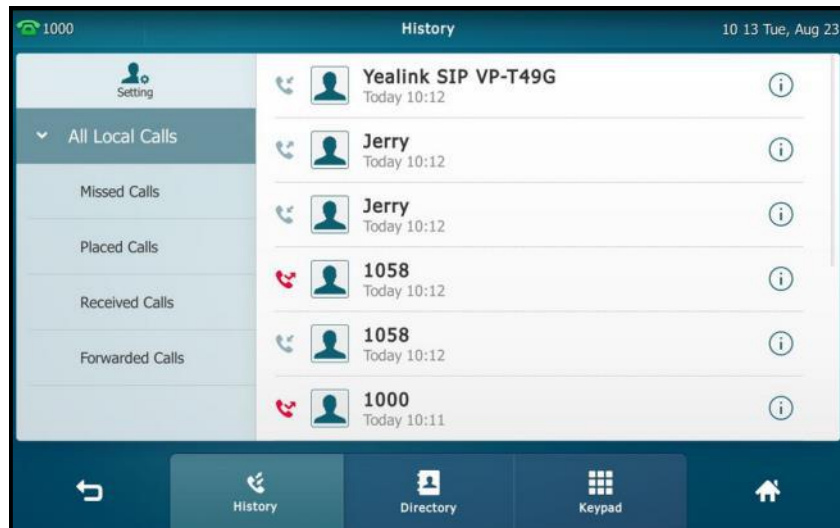 1000
History
10 13 Tue, Aug 23
Setting
All Local Calls
Missed Calls
Placed Calls
Received Calls
Forwarded Calls
Yealink SIP VP-T49G
Today 10:12
Jerry
Today 10:12
Jerry
Today 10:12
1058
Today 10:12
1058
Today 10:12
1000
Today 10:11
History
Directory
Keypad